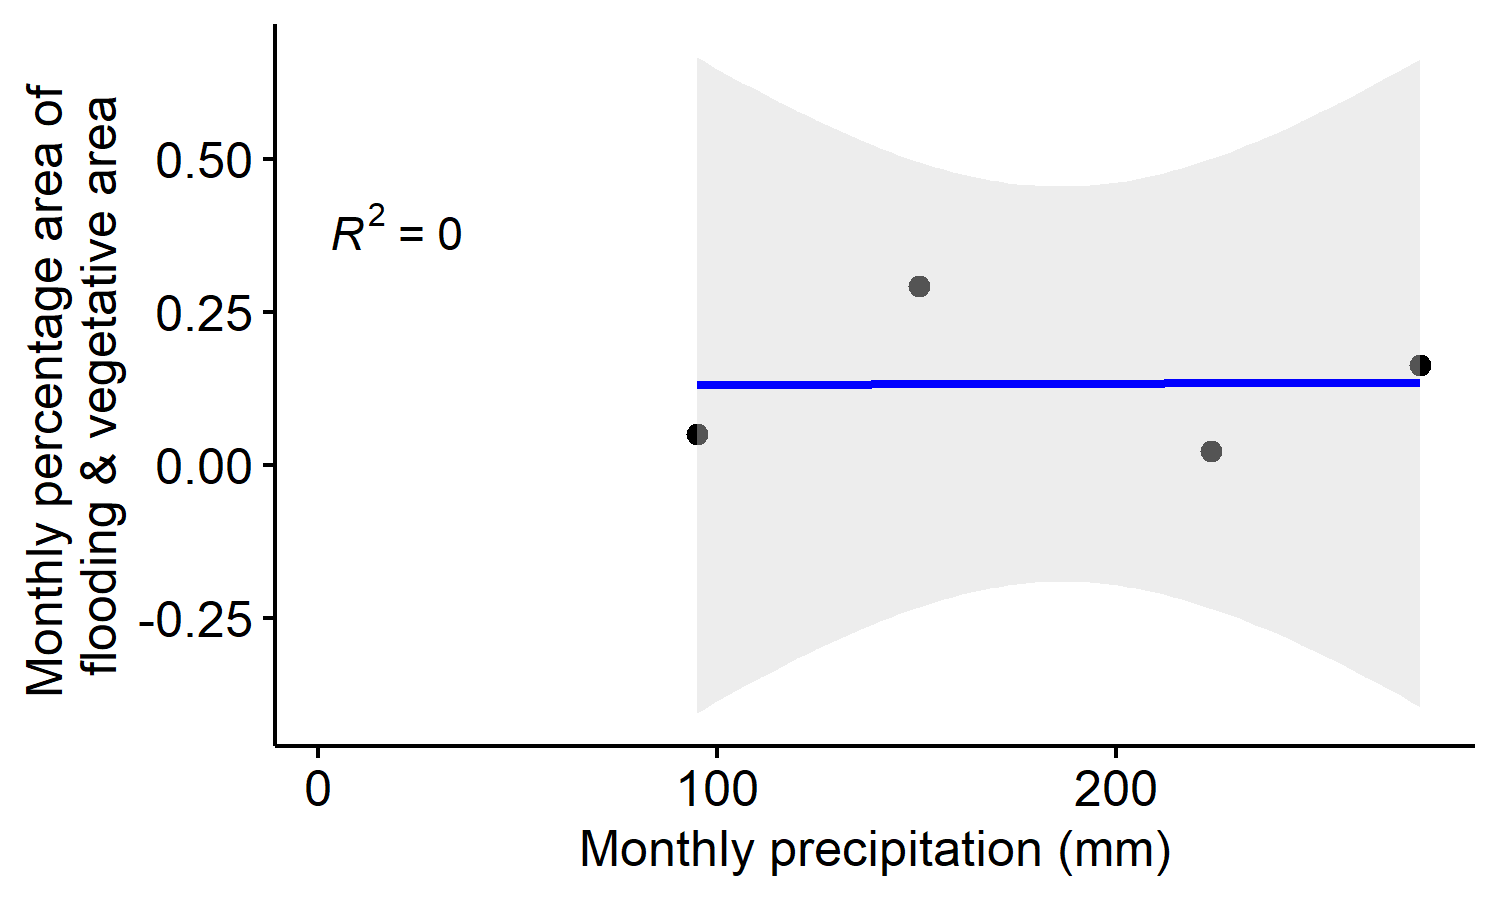 Monthly percentage area of
flooding & vegetative area
0.50
0.25
0.00
-0.25
R² = 0
0
100
200
Monthly precipitation (mm)